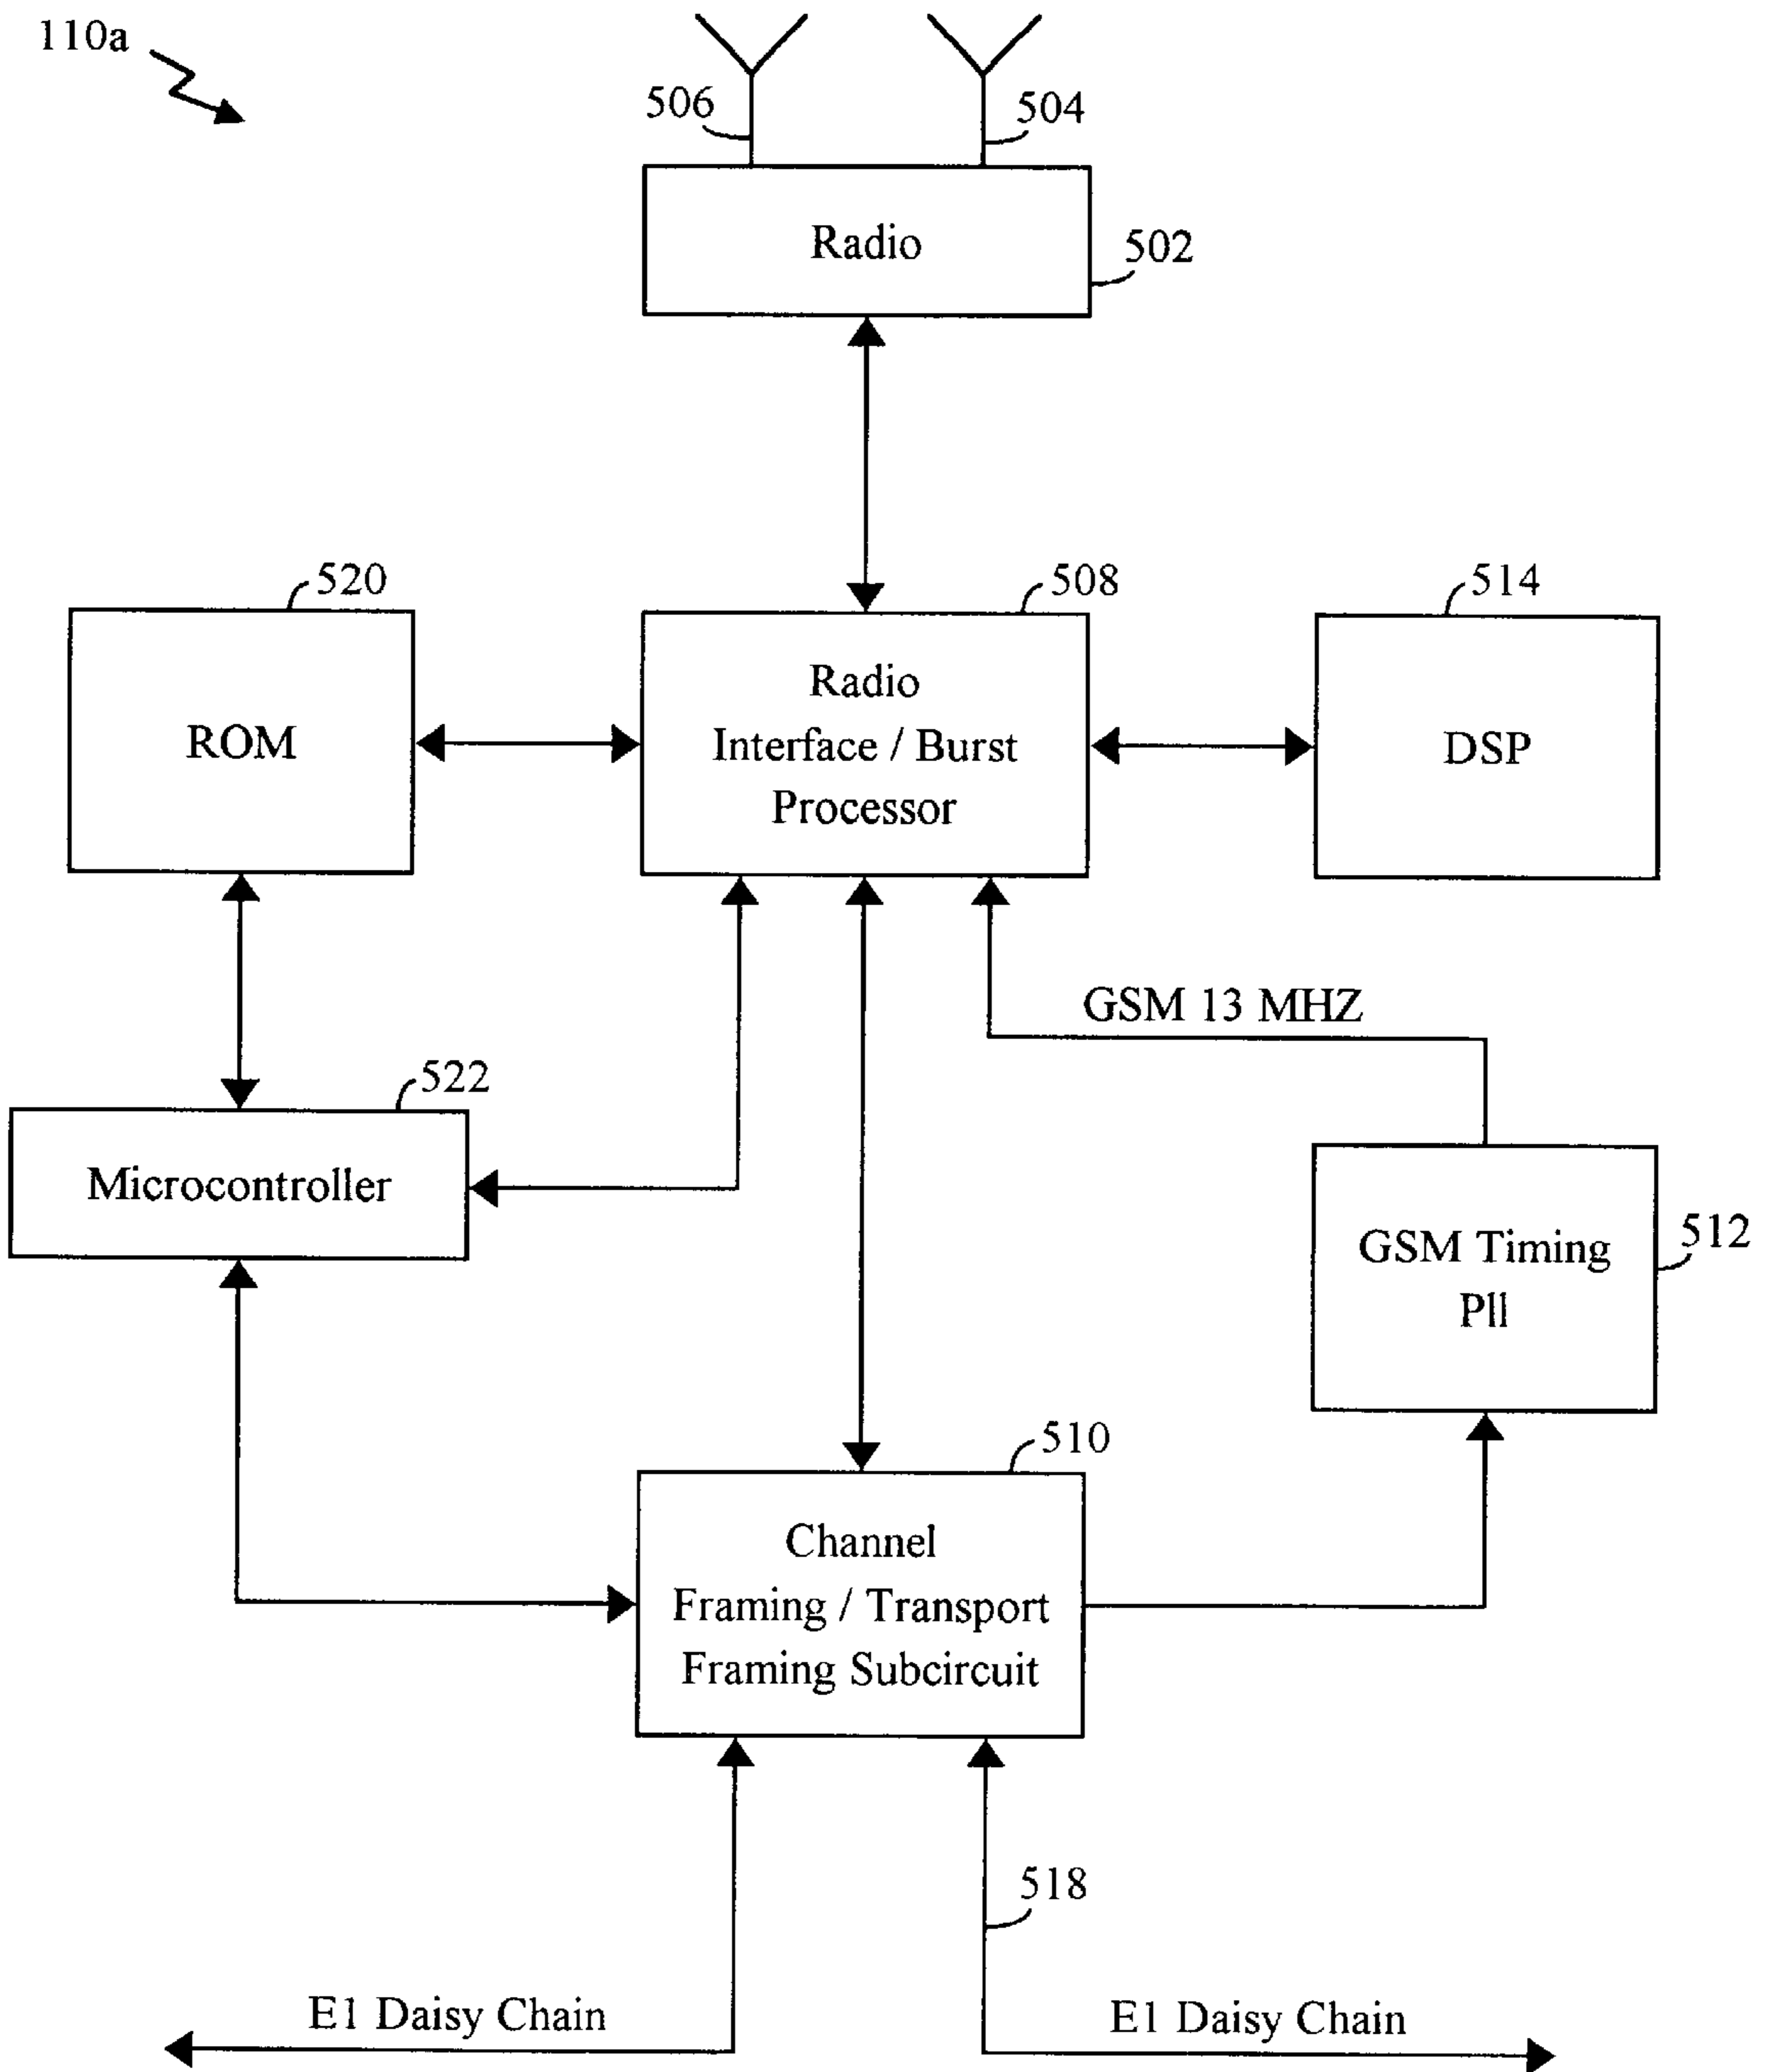 110a
506
504
Radio
502
520
508
514
ROM
Radio
Interface / Burst
Processor
DSP
GSM 13 MHZ
522
Microcontroller
GSM Timing
Pll
512
510
Channel
Framing / Transport
Framing Subcircuit
518
E1 Daisy Chain
E1 Daisy Chain